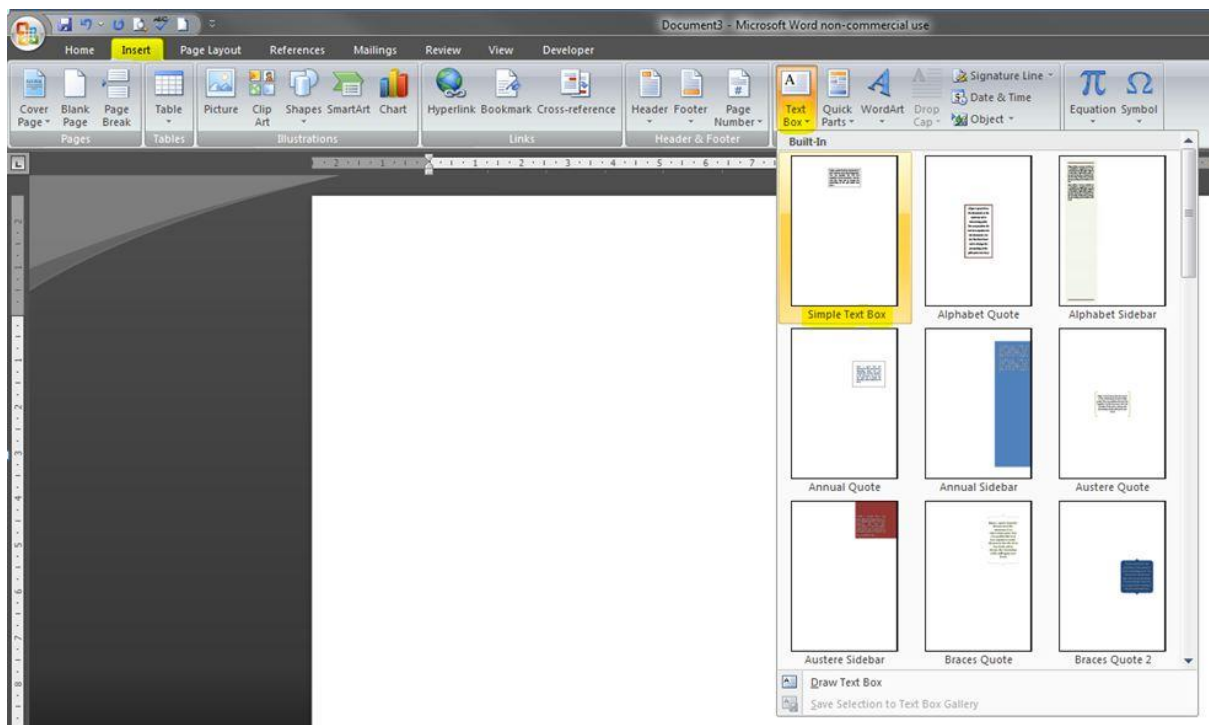 Document3 - Microsoft Word non-commercial use
Home Insert Page Layout References Mailings Review View Developer
Cover Page Blank Page Page Break Table Picture Clip Art Shapes SmartArt Chart Hyperlink Bookmark Cross-reference Header Footer Page Number Text Box Quick Parts WordArt Drop Cap Signature Line
Date & Time
Object
Equation Symbol
Pages Tables Illustrations Links Header & Footer
Built-In
Simple Text Box Alphabet Quote Alphabet Sidebar
Annual Quote Annual Sidebar Austere Quote
Austere Sidebar Braces Quote Braces Quote 2
Draw Text Box
Save Selection to Text Box Gallery